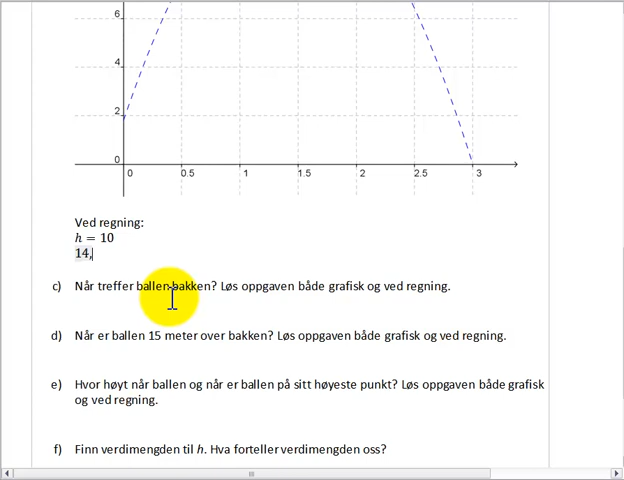 6
4
2
0
0 0.5 1 1.5 2 2.5 3
Ved regning:
h = 10
14,
c) Når treffer ballen bakken? Løs oppgaven både grafisk og ved regning.
d) Når er ballen 15 meter over bakken? Løs oppgaven både grafisk og ved regning.
e) Hvor høyt når ballen og når er ballen på sitt høyeste punkt? Løs oppgaven både grafisk
og ved regning.
f) Finn verdimengden til h. Hva forteller verdimengden oss?